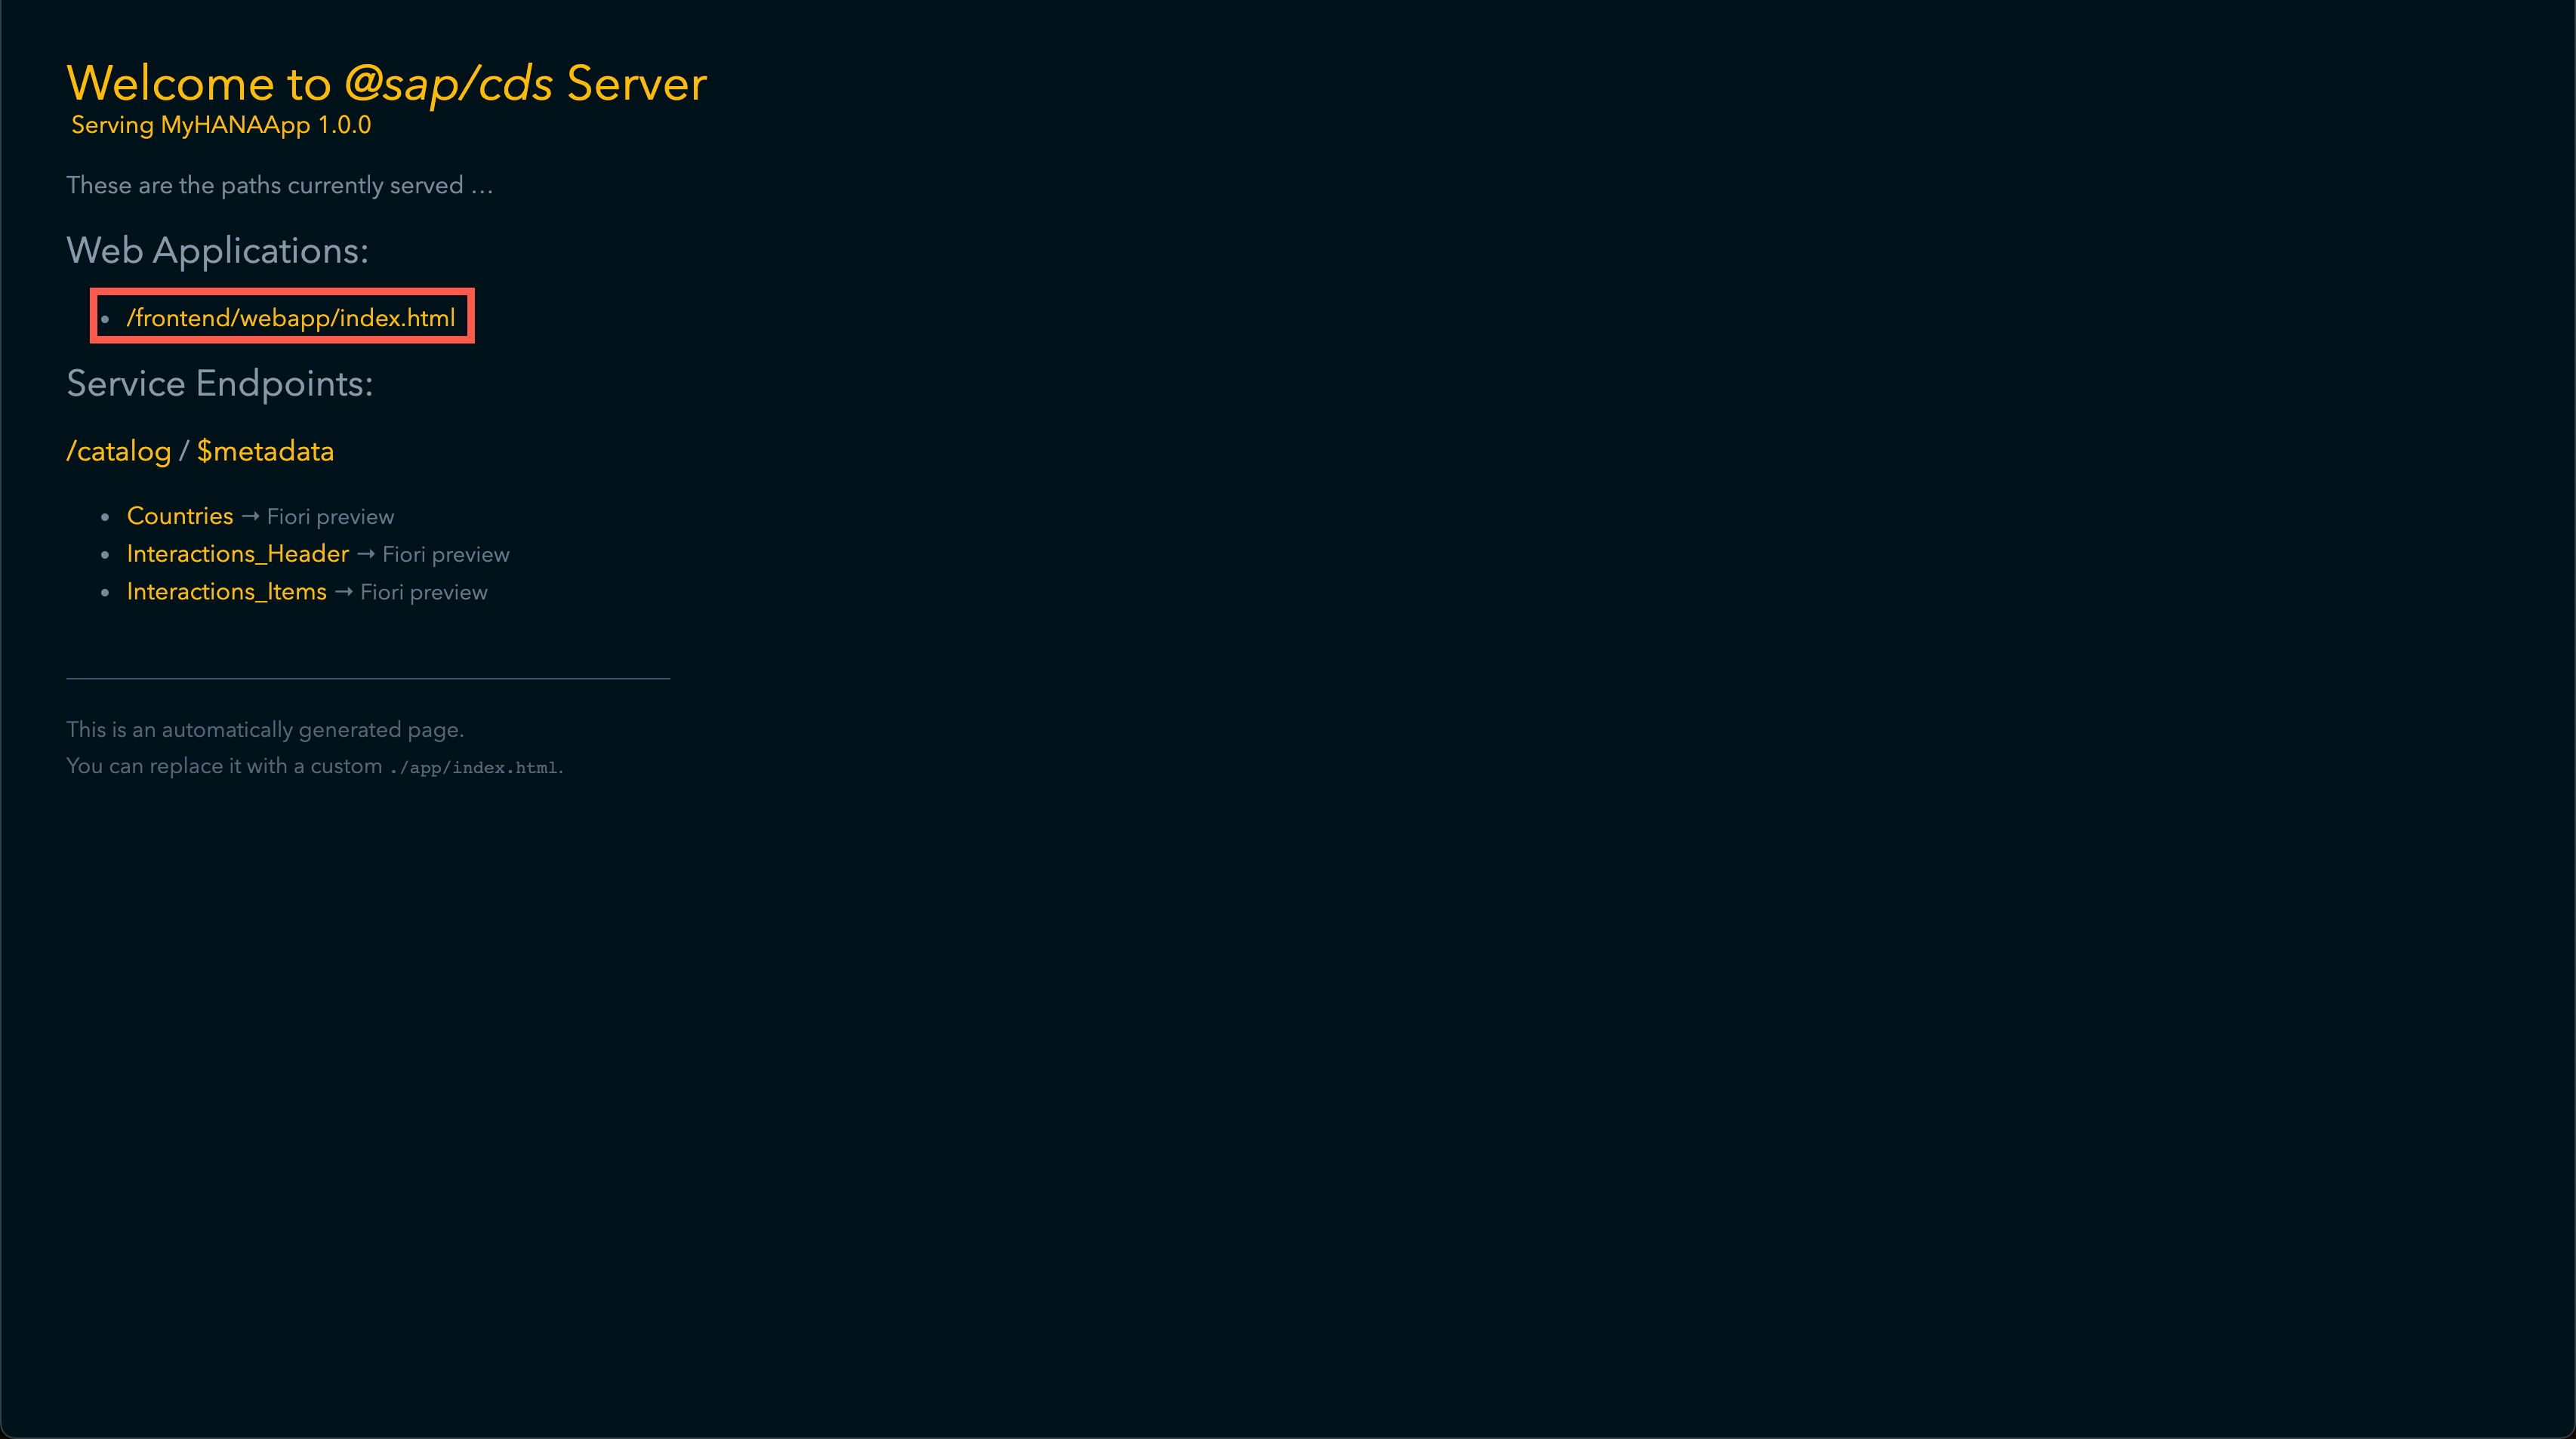 Welcome to @sap/cds Server
Serving MyHANAApp 1.0.0
These are the paths currently served …
Web Applications:
• /frontend/webapp/index.html
Service Endpoints:
/catalog / $metadata
• Countries → Fiori preview
• Interactions_Header → Fiori preview
• Interactions_Items → Fiori preview
This is an automatically generated page.
You can replace it with a custom ./app/index.html.